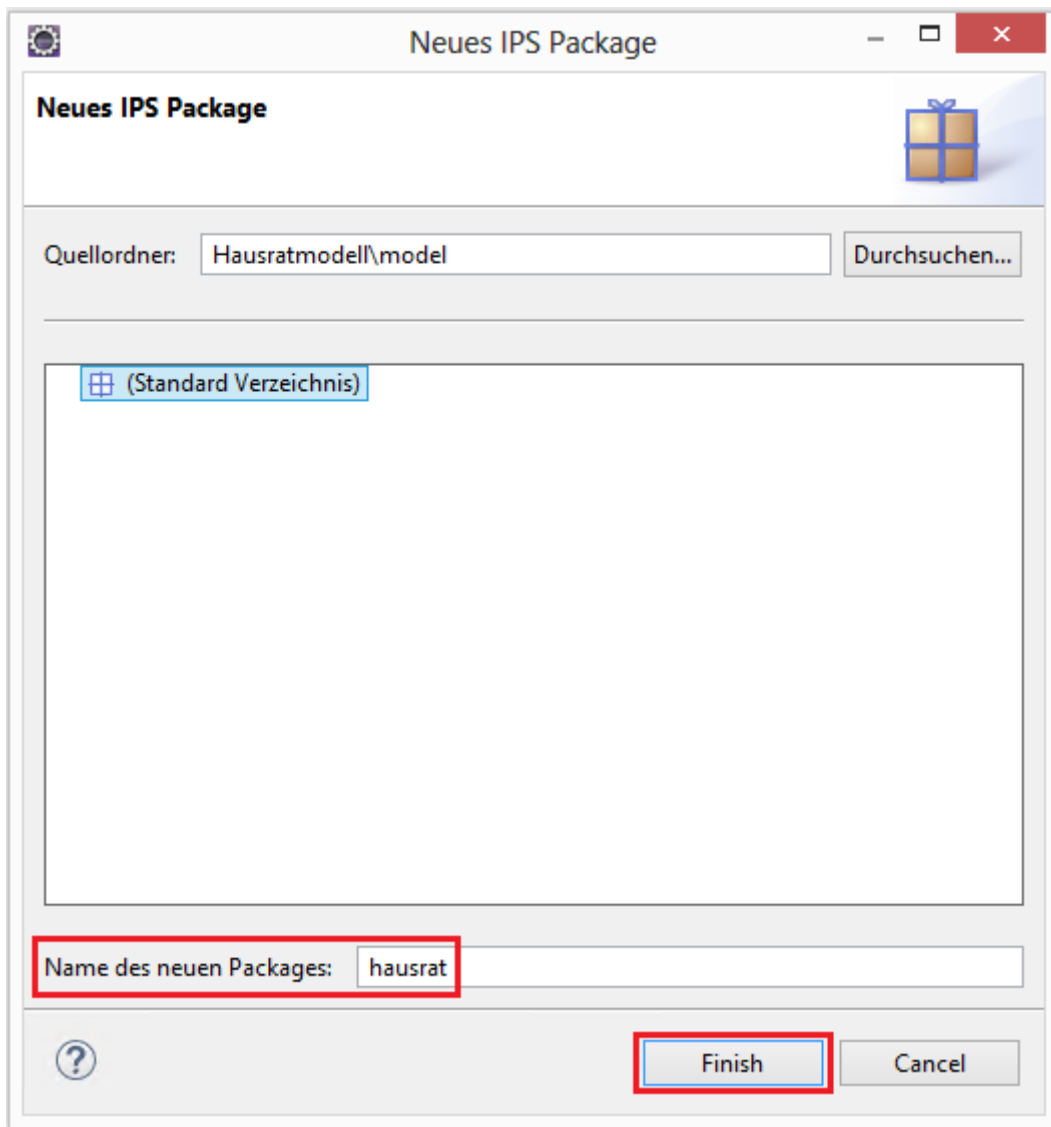 Neues IPS Package
Neues IPS Package
Quellordner: Hausratmodell\model Durchsuchen...
(Standard Verzeichnis)
Name des neuen Packages: hausrat
? Finish Cancel